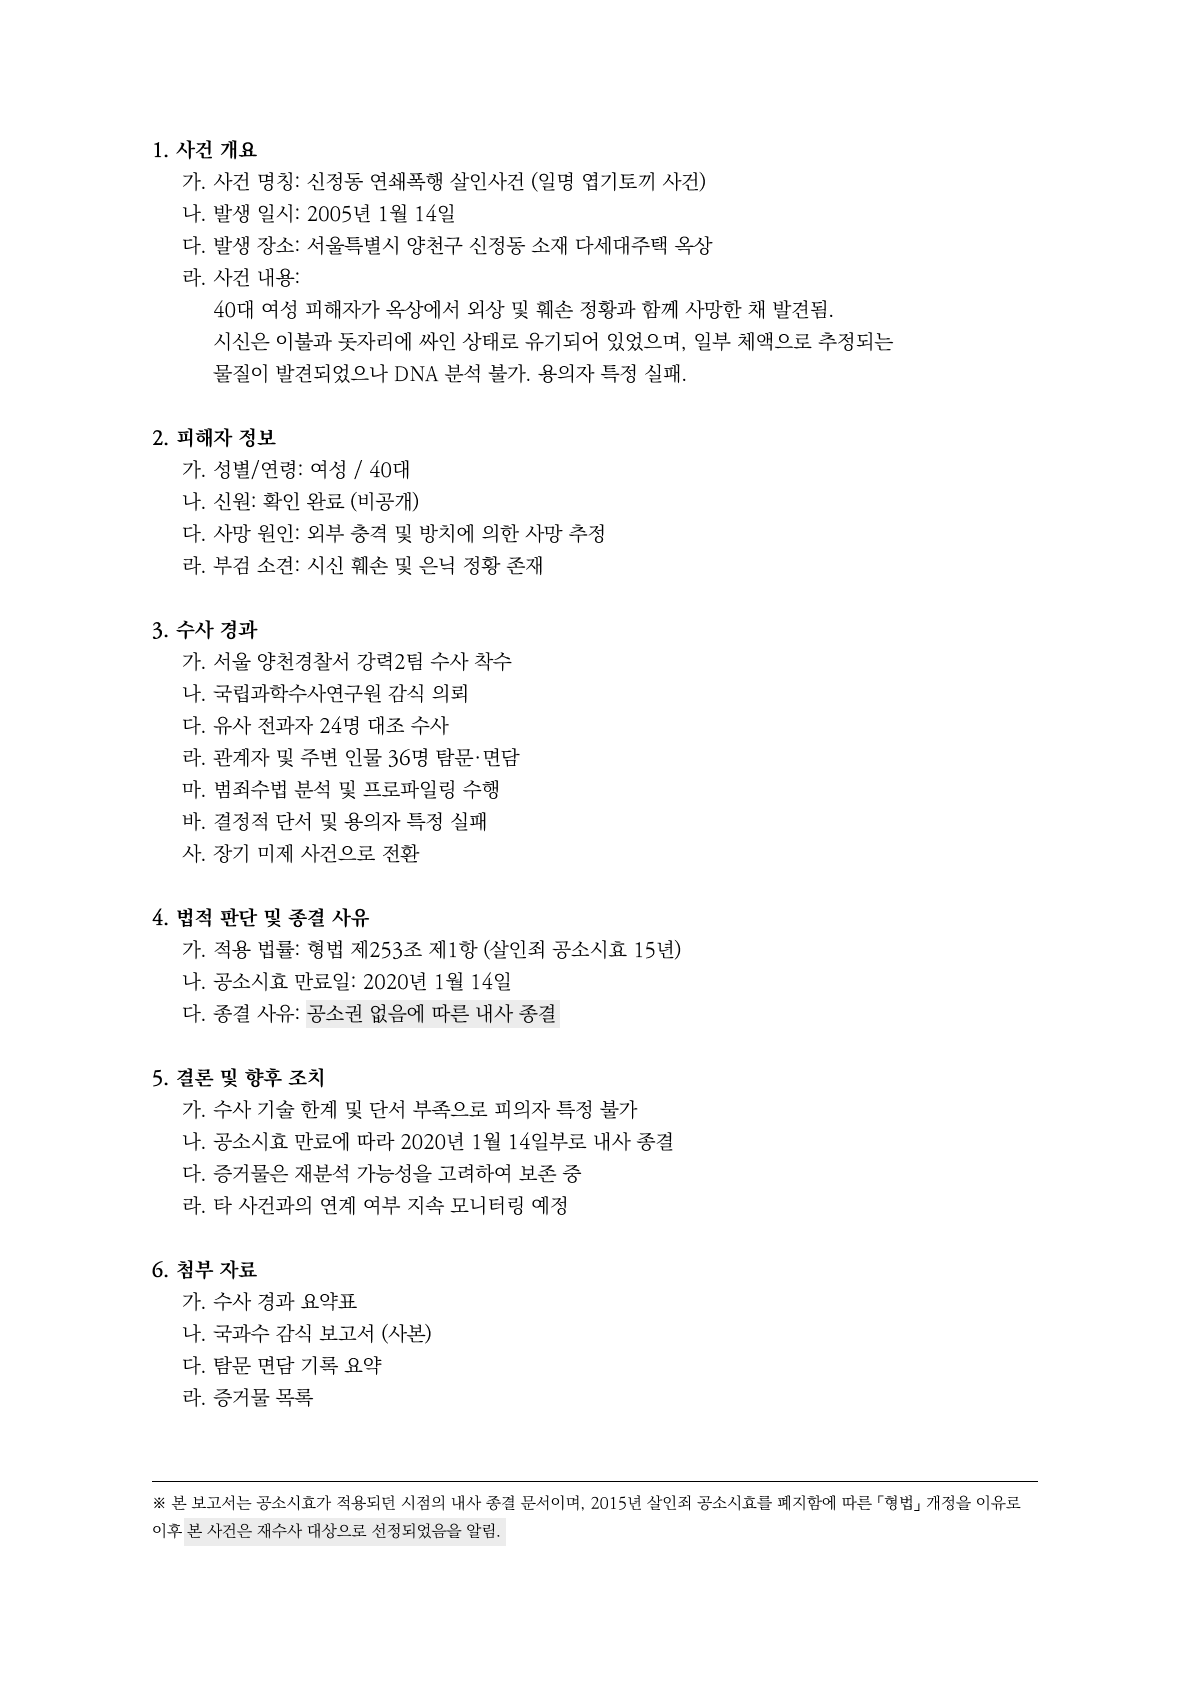 1. 사건 개요
가. 사건 명칭: 신정동 연쇄폭행 살인사건 (일명 엽기토끼 사건)
나. 발생 일시: 2005년 1월 14일
다. 발생 장소: 서울특별시 양천구 신정동 소재 다세대주택 옥상
라. 사건 내용:
40대 여성 피해자가 옥상에서 외상 및 훼손 정황과 함께 사망한 채 발견됨.
시신은 이불과 돗자리에 싸인 상태로 유기되어 있었으며, 일부 체액으로 추정되는
물질이 발견되었으나 DNA 분석 불가. 용의자 특정 실패.
2. 피해자 정보
가. 성별/연령: 여성 / 40대
나. 신원: 확인 완료 (비공개)
다. 사망 원인: 외부 충격 및 방치에 의한 사망 추정
라. 부검 소견: 시신 훼손 및 은닉 정황 존재
3. 수사 경과
가. 서울 양천경찰서 강력2팀 수사 착수
나. 국립과학수사연구원 감식 의뢰
다. 유사 전과자 24명 대조 수사
라. 관계자 및 주변 인물 36명 탐문·면담
마. 범죄수법 분석 및 프로파일링 수행
바. 결정적 단서 및 용의자 특정 실패
사. 장기 미제 사건으로 전환
4. 법적 판단 및 종결 사유
가. 적용 법률: 형법 제253조 제1항 (살인죄 공소시효 15년)
나. 공소시효 만료일: 2020년 1월 14일
다. 종결 사유: 공소권 없음에 따른 내사 종결
5. 결론 및 향후 조치
가. 수사 기술 한계 및 단서 부족으로 피의자 특정 불가
나. 공소시효 만료에 따라 2020년 1월 14일부로 내사 종결
다. 증거물은 재분석 가능성을 고려하여 보존 중
라. 타 사건과의 연계 여부 지속 모니터링 예정
6. 첨부 자료
가. 수사 경과 요약표
나. 국과수 감식 보고서 (사본)
다. 탐문 면담 기록 요약
라. 증거물 목록
※ 본 보고서는 공소시효가 적용되던 시점의 내사 종결 문서이며, 2015년 살인죄 공소시효를 폐지함에 따른 「형법」 개정을 이유로
이후 본 사건은 재수사 대상으로 선정되었음을 알림.